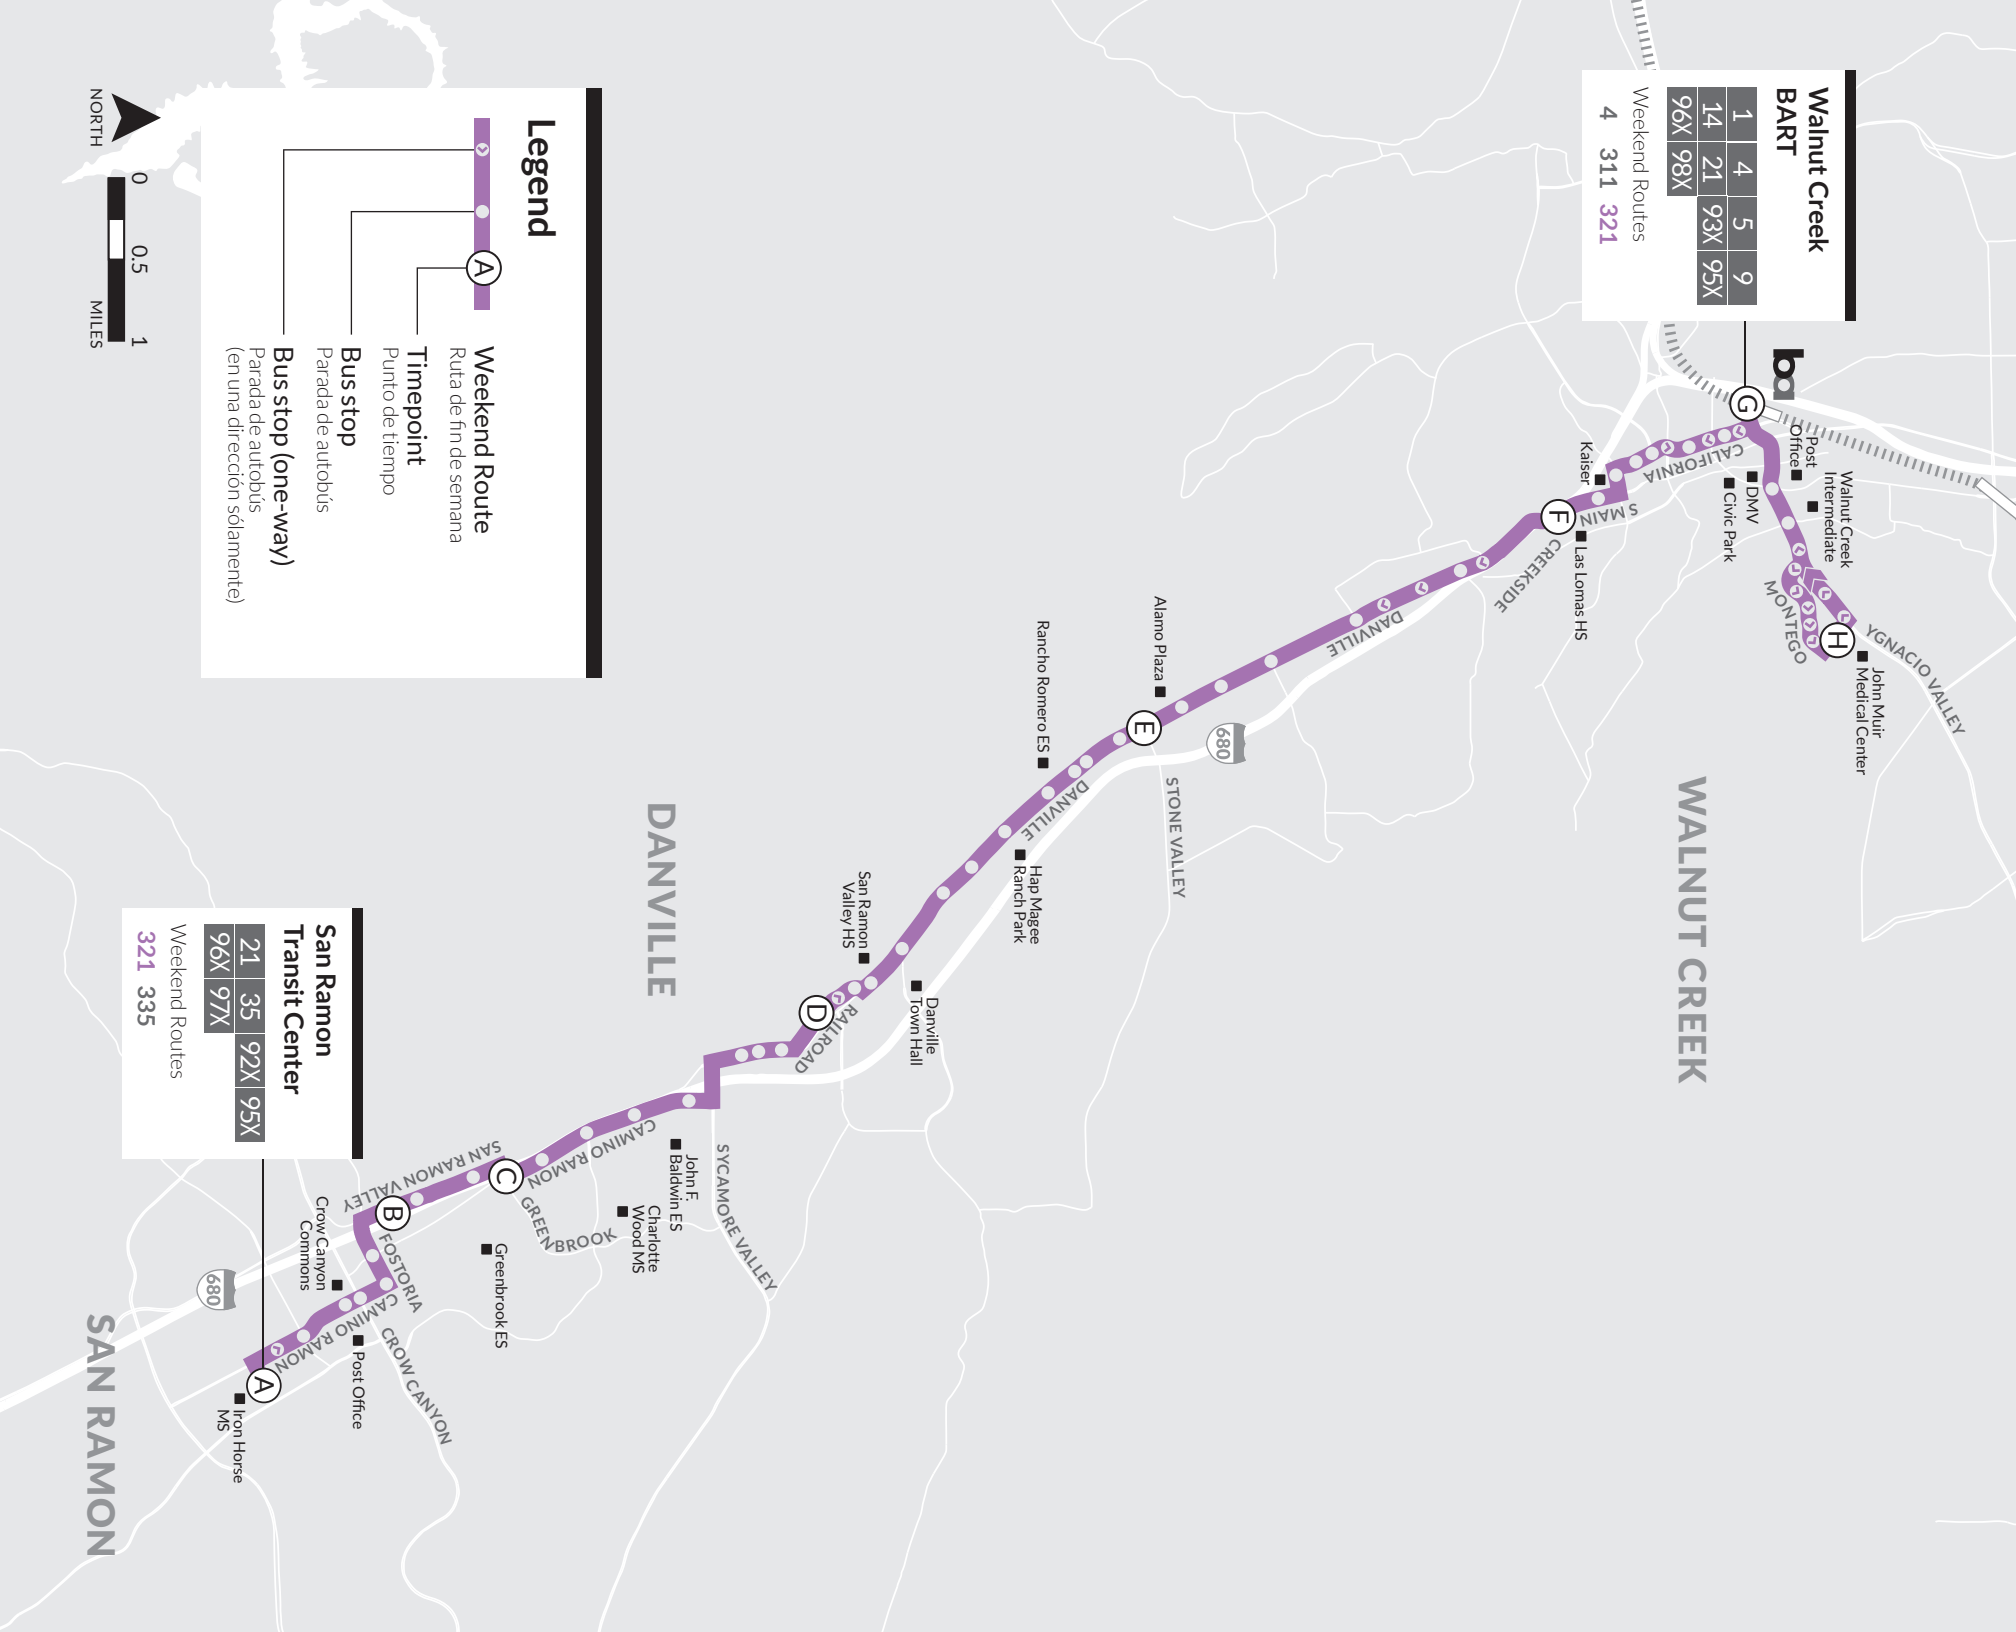 Walnut Creek
BART
1 4 5 9
14 21 93X 95X
96X 98X
Weekend Routes
4 311 321
ba
G
Post
Office
Walnut Creek
Intermediate
DMV
Civic Park
CALIFORNIA
Kaiser
S MAIN
F
Las Lomas HS
CREEKSIDE
MONTEGO
H
YGNACIO VALLEY
John Muir
Medical Center
WALNUT CREEK
DANVILLE
680
Alamo Plaza
E
STONE VALLEY
Rancho Romero ES
DANVILLE
Hap Magee
Ranch Park
San Ramon
Valley HS
Danville
Town Hall
DANVILLE
D
RAILROAD
SYCAMORE VALLEY
John F.
Baldwin ES
Charlotte
Wood MS
CAMINO RAMON
GREENBROOK
Greenbrook ES
C
SAN RAMON VALLEY
B
FOSTORIA
Crow Canyon
Commons
CAMINO RAMON
CROW CANYON
Post Office
680
A
Iron Horse
MS
SAN RAMON
San Ramon
Transit Center
21 35 92X 95X
96X 97X
Weekend Routes
321 335
Legend
A
Weekend Route
Ruta de fin de semana
Timepoint
Punto de tiempo
Bus stop
Parada de autobús
Bus stop (one-way)
Parada de autobús
(en una dirección sólamente)
NORTH
0 0.5 1
MILES